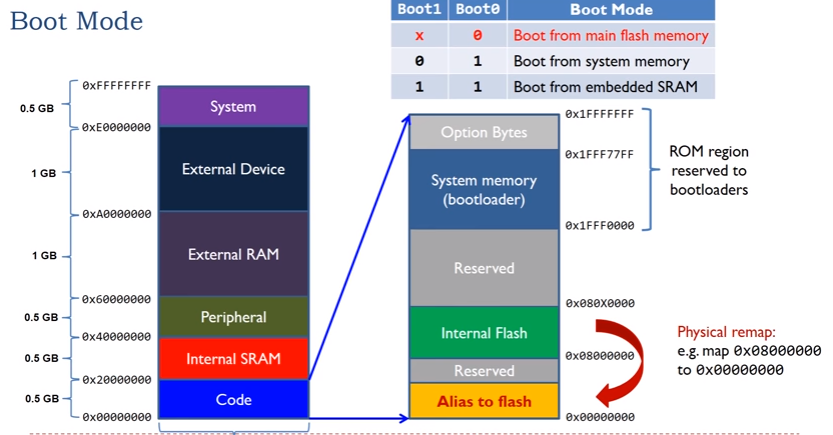 Boot Mode
Boot1 Boot0 Boot Mode
x 0 Boot from main flash memory
0 1 Boot from system memory
1 1 Boot from embedded SRAM
0xFFFFFFFF
0.5 GB
System
0xE0000000
1 GB
External Device
0xA0000000
1 GB
External RAM
0x60000000
0.5 GB
Peripheral
0x40000000
0.5 GB
Internal SRAM
0x20000000
0.5 GB
Code
0x00000000
0x1FFFFFFF
Option Bytes
0x1FFF77FF
System memory
(bootloader)
0x1FFF0000
ROM region
reserved to
bootloaders
Reserved
0x080X0000
Internal Flash
0x08000000
Reserved
Alias to flash
0x00000000
Physical remap:
e.g. map 0x08000000
to 0x00000000